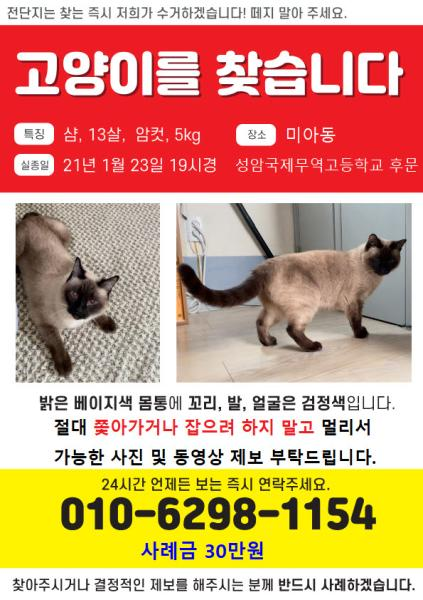 전단지는 찾는 즉시 저희가 수거하겠습니다! 떼지 말아 주세요.
고양이를 찾습니다
특징 샴, 13살, 암컷, 5kg 장소 미아동
실종일 21년 1월 23일 19시경 성암국제무역고등학교 후문
밝은 베이지색 몸통에 꼬리, 발, 얼굴은 검정색입니다.
절대 쫓아가거나 잡으려 하지 말고 멀리서
가능한 사진 및 동영상 제보 부탁드립니다.
24시간 언제든 보는 즉시 연락주세요.
010-6298-1154
사례금 30만원
찾아주시거나 결정적인 제보를 해주시는 분께 반드시 사례하겠습니다.